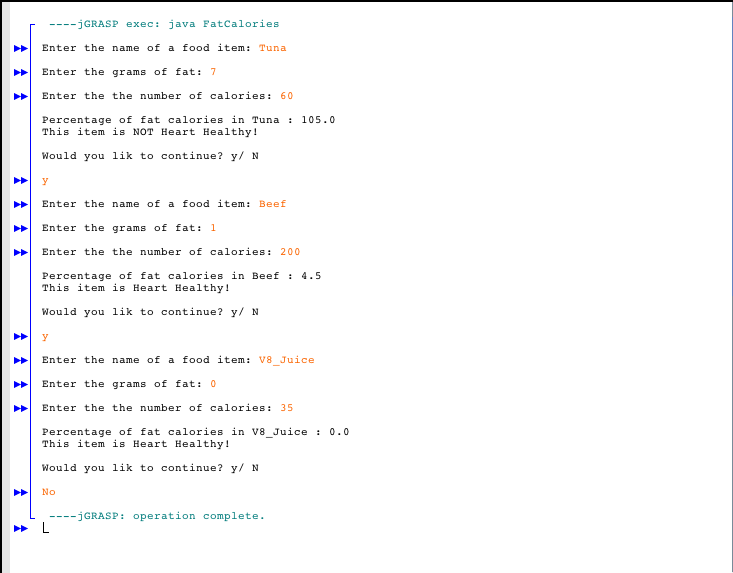 ----jGRASP exec: java FatCalories
Enter the name of a food item: Tuna
Enter the grams of fat: 7
Enter the the number of calories: 60
Percentage of fat calories in Tuna : 105.0
This item is NOT Heart Healthy!
Would you lik to continue? y/ N
y
Enter the name of a food item: Beef
Enter the grams of fat: 1
Enter the the number of calories: 200
Percentage of fat calories in Beef : 4.5
This item is Heart Healthy!
Would you lik to continue? y/ N
y
Enter the name of a food item: V8_Juice
Enter the grams of fat: 0
Enter the the number of calories: 35
Percentage of fat calories in V8_Juice : 0.0
This item is Heart Healthy!
Would you lik to continue? y/ N
No
----jGRASP: operation complete.